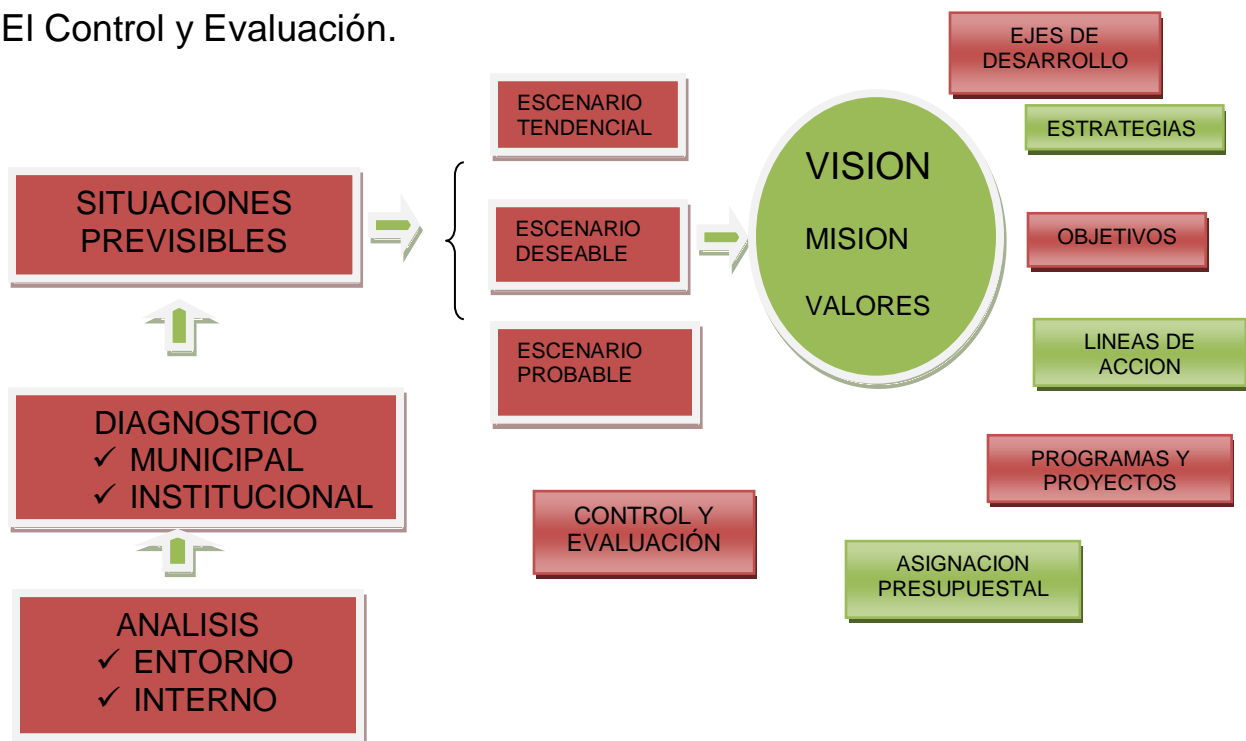 El Control y Evaluación.
SITUACIONES
PREVISIBLES
DIAGNOSTICO
✓ MUNICIPAL
✓ INSTITUCIONAL
ANALISIS
✓ ENTORNO
✓ INTERNO
ESCENARIO
TENDENCIAL
ESCENARIO
DESEABLE
ESCENARIO
PROBABLE
VISION
MISION
VALORES
EJES DE
DESARROLLO
ESTRATEGIAS
OBJETIVOS
LINEAS DE
ACCION
PROGRAMAS Y
PROYECTOS
ASIGNACION
PRESUPUESTAL
CONTROL Y
EVALUACIÓN